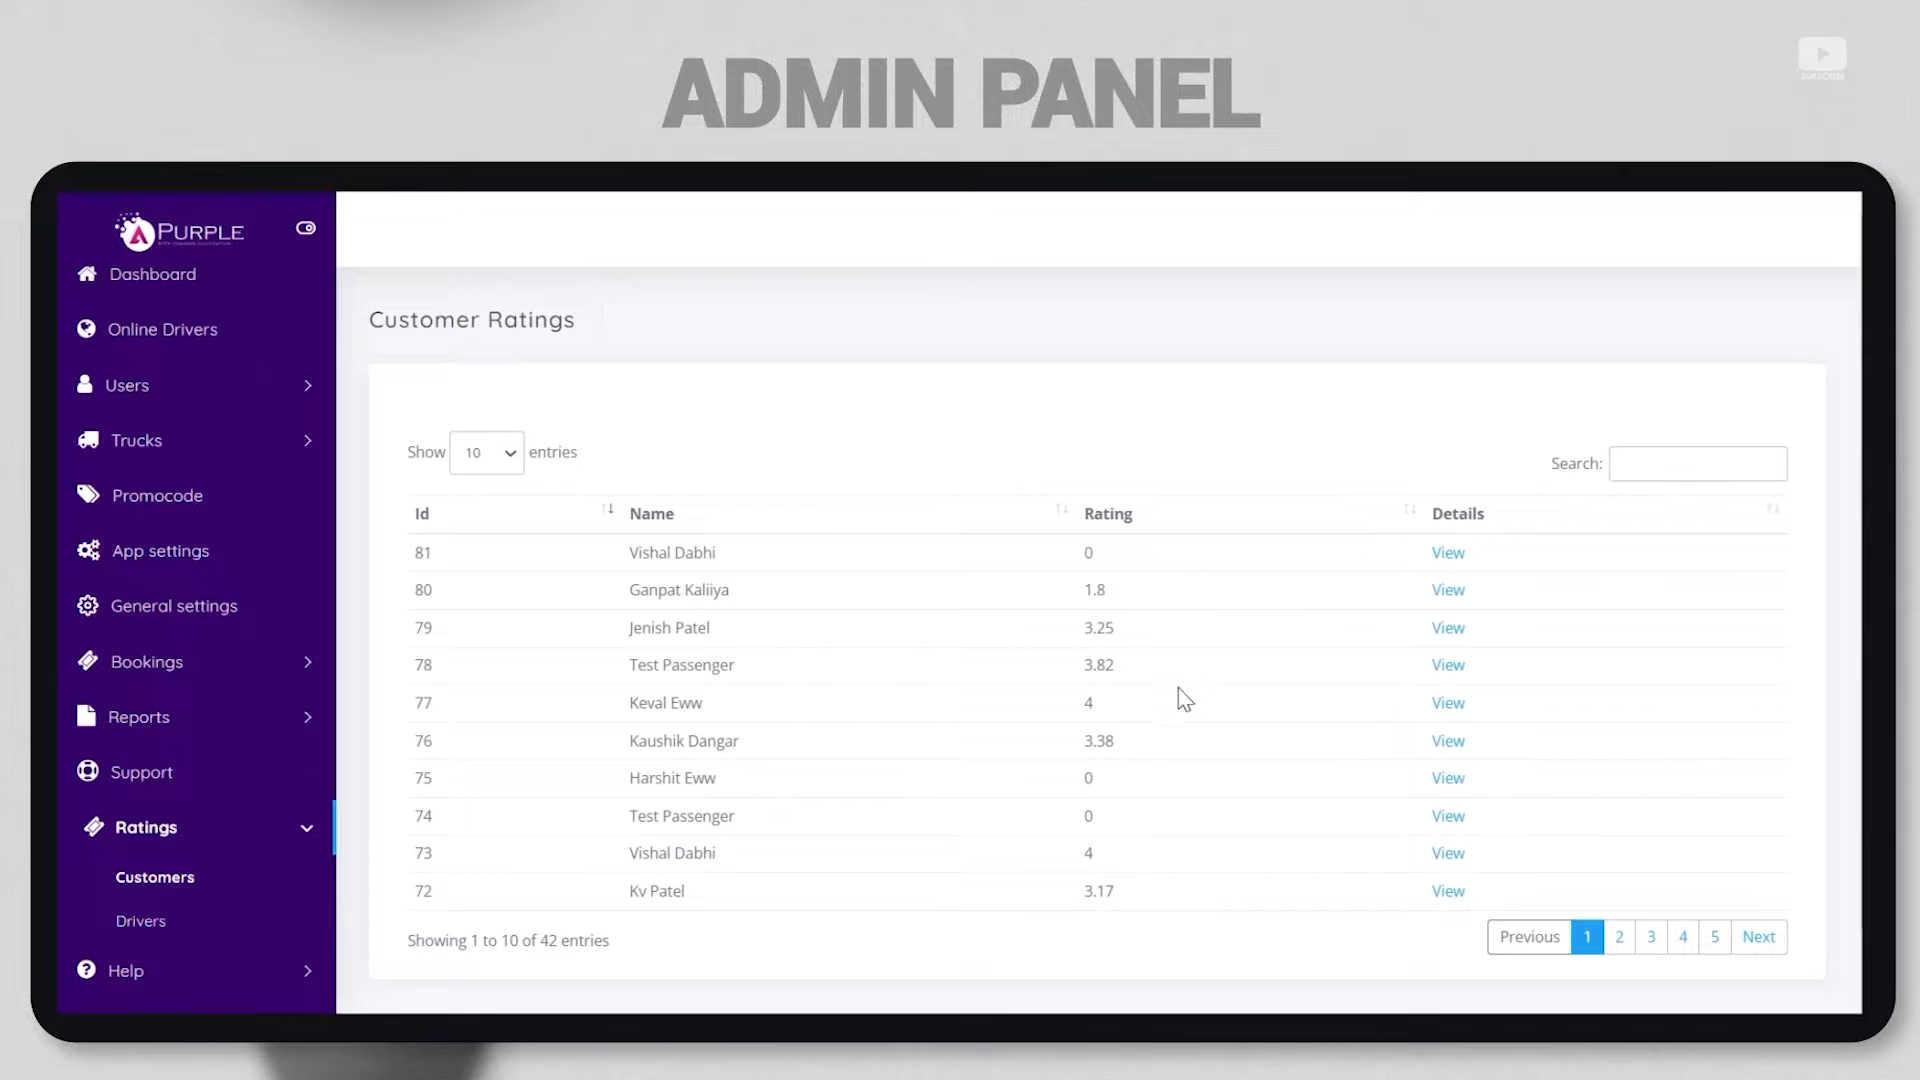 ADMIN PANEL
SUBSCRIBE
PURPLE
Dashboard
Online Drivers
Users
Trucks
Promocode
App settings
General settings
Bookings
Reports
Support
Ratings
Customers
Drivers
Help
Customer Ratings
Show 10 entries
Search:
Id Name Rating Details
81 Vishal Dabhi 0 View
80 Ganpat Kaliiya 1.8 View
79 Jenish Patel 3.25 View
78 Test Passenger 3.82 View
77 Keval Eww 4 View
76 Kaushik Dangar 3.38 View
75 Harshit Eww 0 View
74 Test Passenger 0 View
73 Vishal Dabhi 4 View
72 Kv Patel 3.17 View
Showing 1 to 10 of 42 entries
Previous 1 2 3 4 5 Next